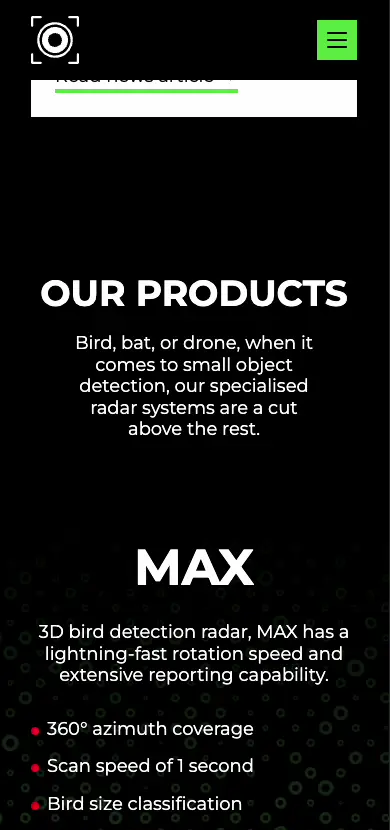 Read news article
OUR PRODUCTS
Bird, bat, or drone, when it
comes to small object
detection, our specialised
radar systems are a cut
above the rest.
MAX
3D bird detection radar, MAX has a
lightning-fast rotation speed and
extensive reporting capability.
360° azimuth coverage
Scan speed of 1 second
Bird size classification